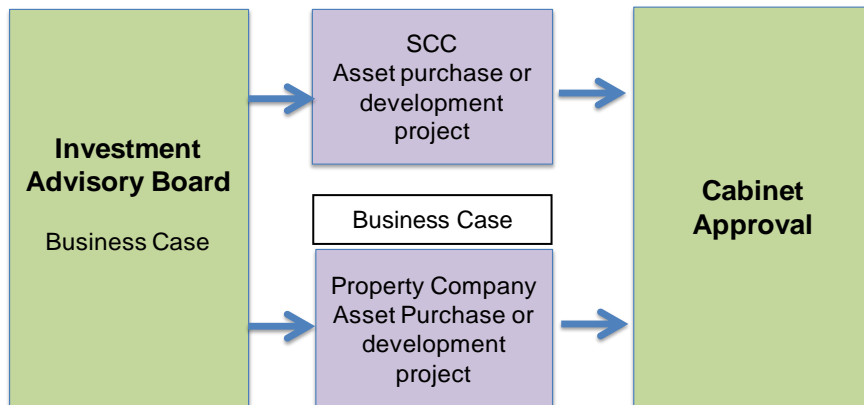 Investment
Advisory Board
Business Case
SCC
Asset purchase or
development
project
Business Case
Property Company
Asset Purchase or
development
project
Cabinet
Approval